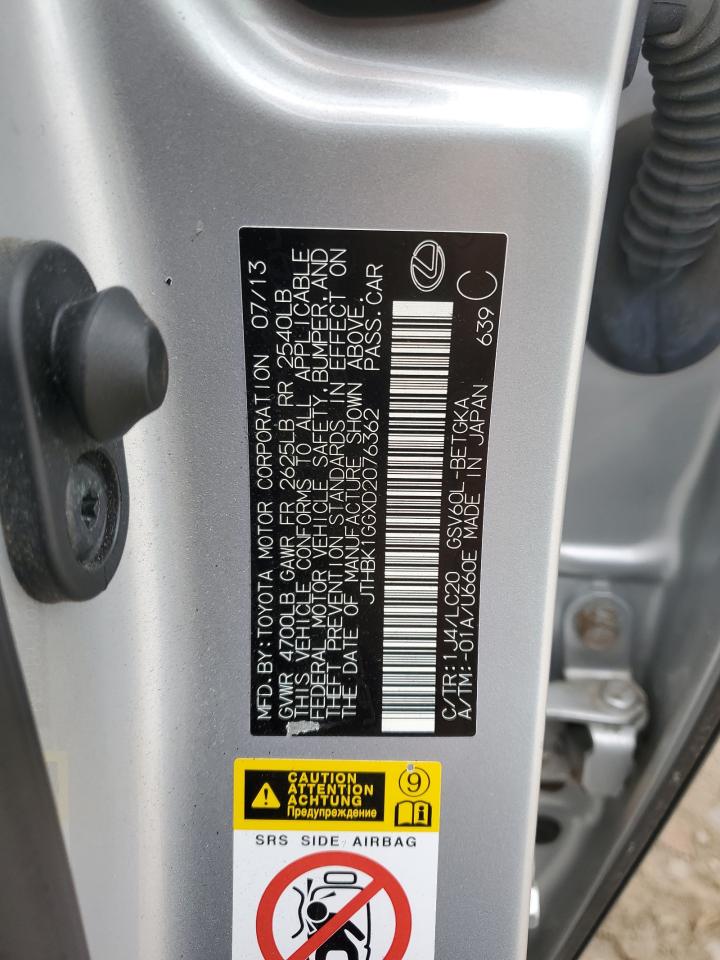 MFD. BY: TOYOTA MOTOR CORPORATION 07/13
GVWR 4700LB GAWR FR 2625LB RR 2540LB
THIS VEHICLE CONFORMS TO ALL APPLICABLE
FEDERAL MOTOR VEHICLE SAFETY, BUMPER, AND
THEFT PREVENTION STANDARDS IN EFFECT ON
THE DATE OF MANUFACTURE SHOWN ABOVE.
JTHBK1GGXD2076362 PASS. CAR
C/TR: 1J4/LC20 GSV60L-BETGKA
A/TM: -01A/U660E MADE IN JAPAN 639 C
CAUTION
ATTENTION
ACHTUNG
Предупреждение
9
SRS SIDE AIRBAG